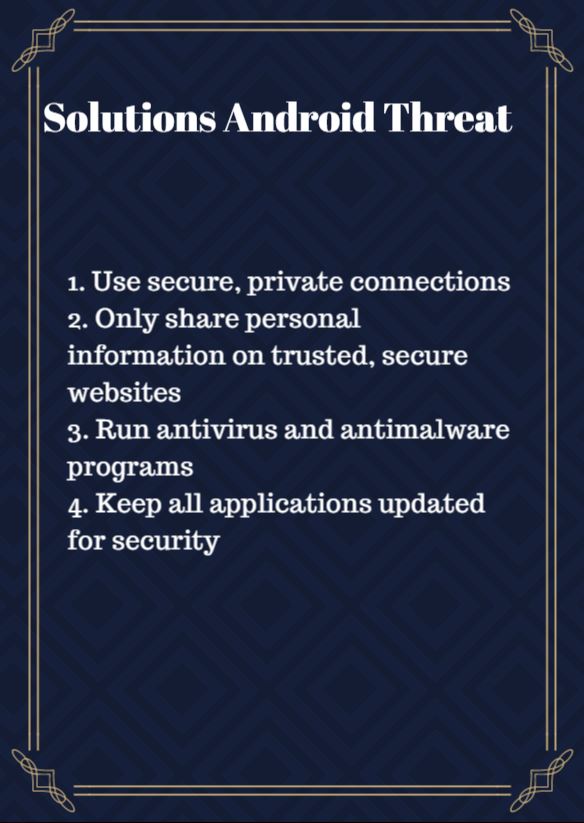 Solutions Android Threat
1. Use secure, private connections
2. Only share personal
information on trusted, secure
websites
3. Run antivirus and antimalware
programs
4. Keep all applications updated
for security